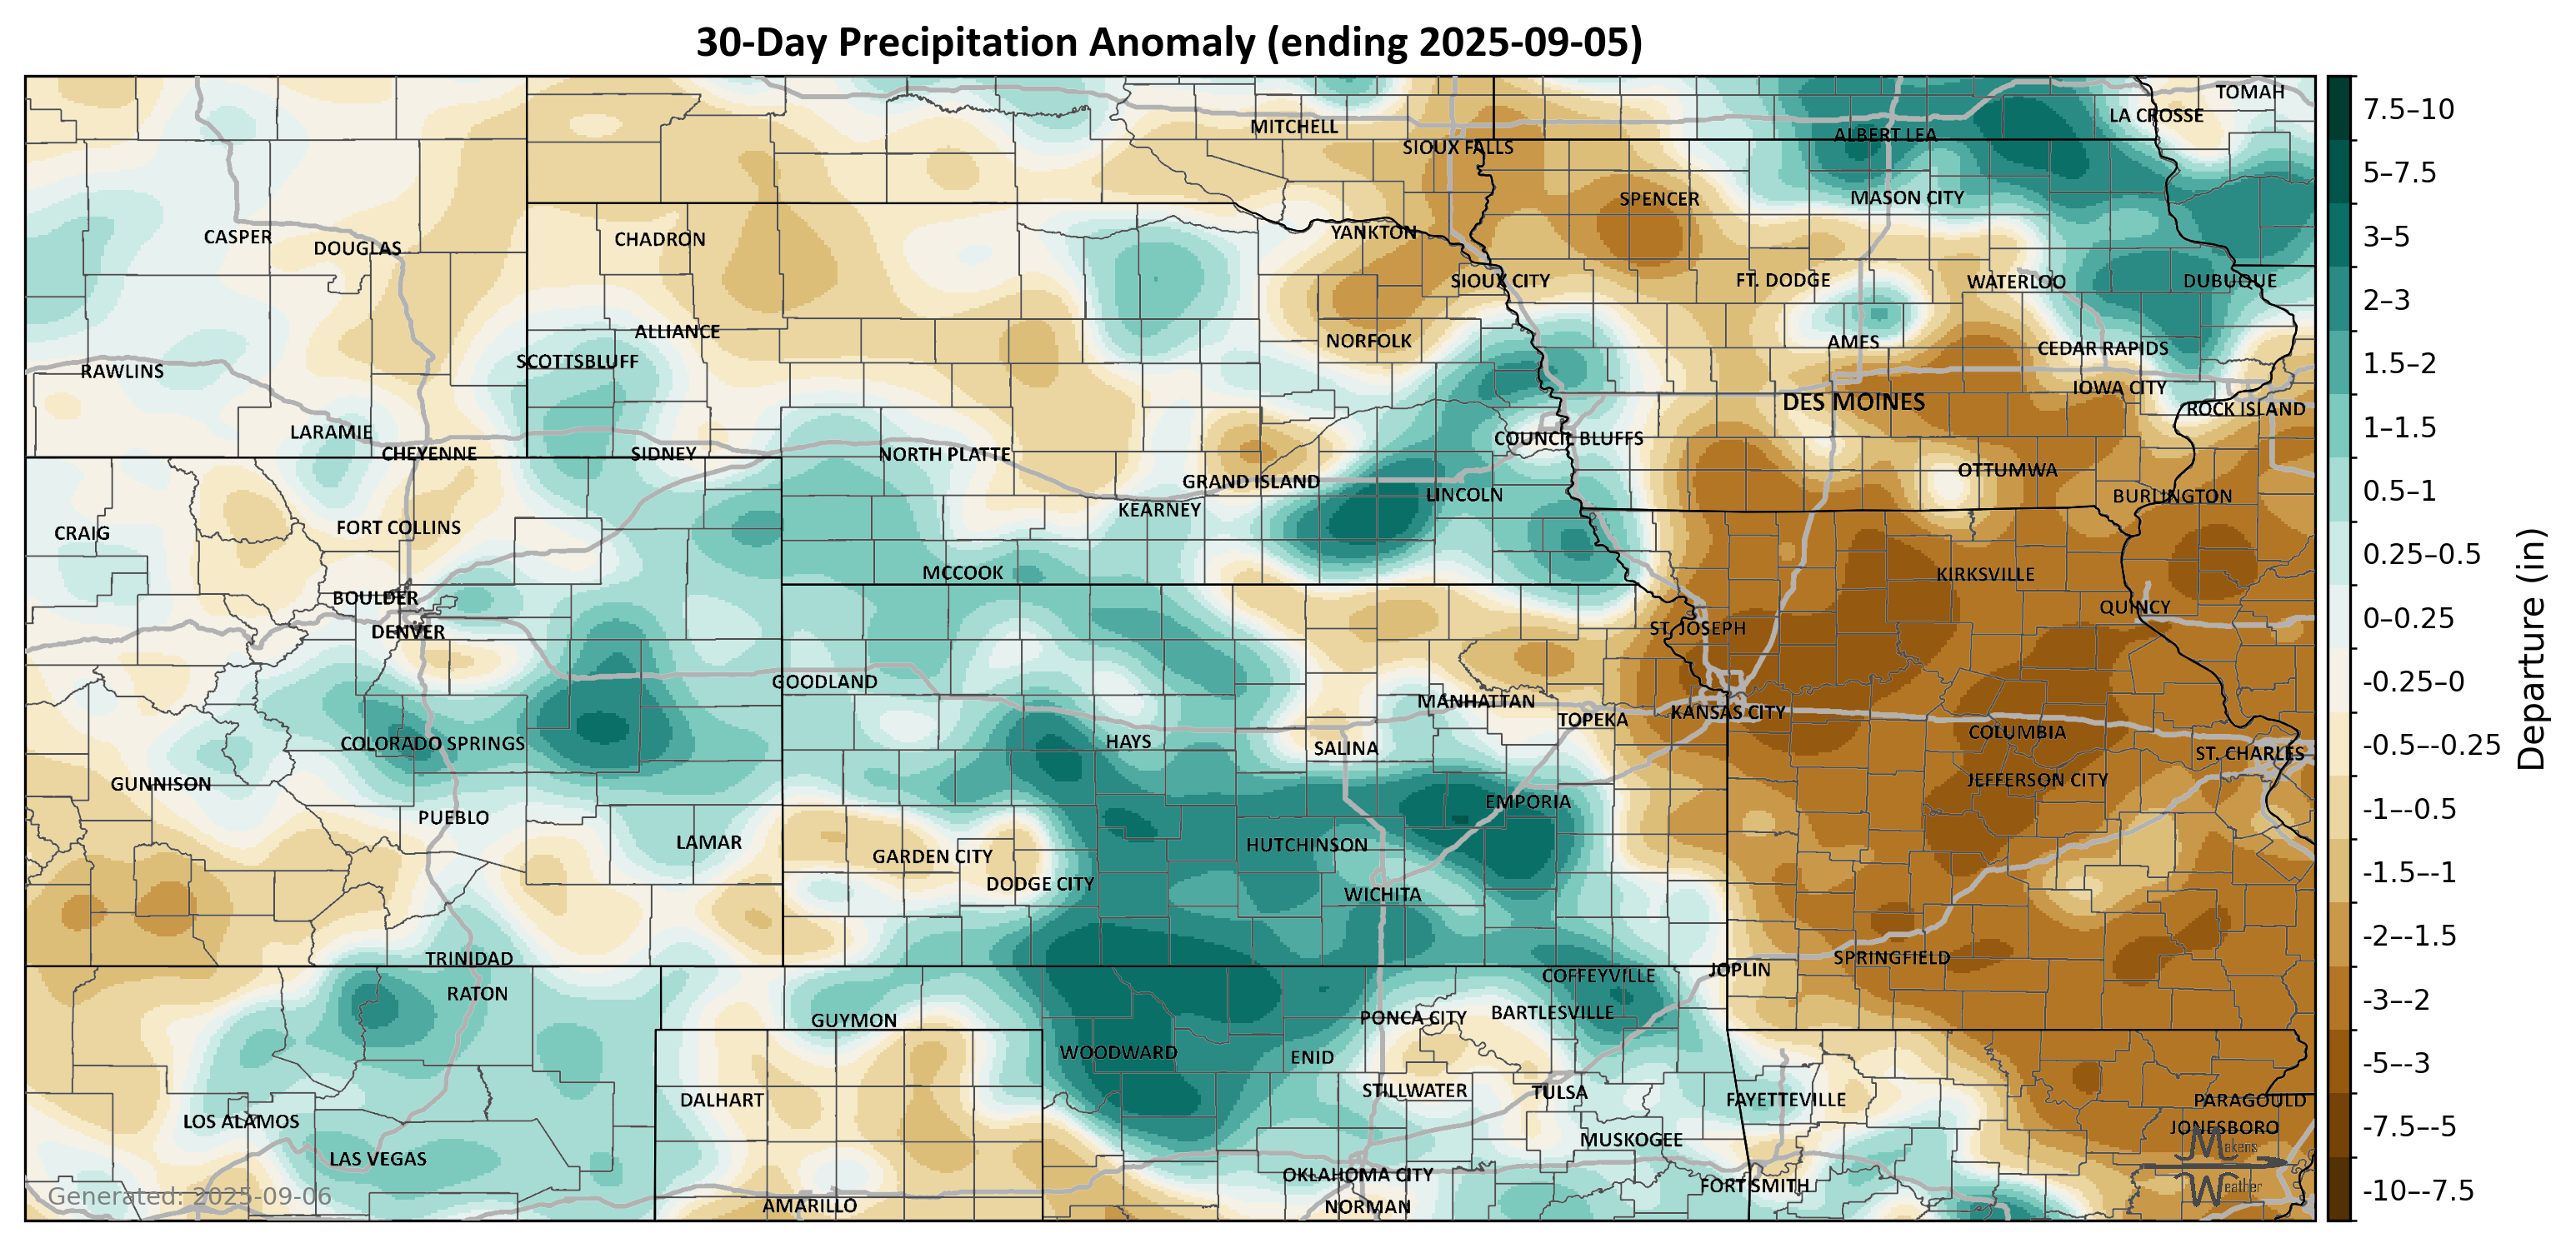 30-Day Precipitation Anomaly (ending 2025-09-05)
TOMAH
LA CROSSE
MITCHELL
ALBERT LEA
SIOUX FALLS
SPENCER
MASON CITY
CASPER
DOUGLAS
CHADRON
YANKTON
SIOUX CITY
FT. DODGE
WATERLOO
DUBUQUE
ALLIANCE
NORFOLK
AMES
CEDAR RAPIDS
SCOTTSBLUFF
RAWLINS
IOWA CITY
DES MOINES
ROCK ISLAND
LARAMIE
COUNCIL BLUFFS
CHEYENNE
SIDNEY
NORTH PLATTE
OTTUMWA
GRAND ISLAND
LINCOLN
BURLINGTON
KEARNEY
CRAIG
FORT COLLINS
MCCOOK
KIRKSVILLE
BOULDER
QUINCY
DENVER
ST. JOSEPH
GOODLAND
MANHATTAN
TOPEKA
KANSAS CITY
COLUMBIA
COLORADO SPRINGS
HAYS
SALINA
ST. CHARLES
GUNNISON
JEFFERSON CITY
EMPORIA
PUEBLO
LAMAR
HUTCHINSON
GARDEN CITY
DODGE CITY
WICHITA
TRINIDAD
SPRINGFIELD
JOPLIN
COFFEYVILLE
RATON
BARTLESVILLE
GUYMON
PONCA CITY
WOODWARD
ENID
STILLWATER
TULSA
DALHART
FAYETTEVILLE
PARAGOULD
LOS ALAMOS
JONESBORO
MUSKOGEE
LAS VEGAS
OKLAHOMA CITY
FORT SMITH
AMARILLO
NORMAN
Generated: 2025-09-06
Makens
Weather
7.5–10
5–7.5
3–5
2–3
1.5–2
1–1.5
0.5–1
0.25–0.5
0–0.25
-0.25–0
-0.5–-0.25
-1–-0.5
-1.5–-1
-2–-1.5
-3–-2
-5–-3
-7.5–-5
-10–-7.5
Departure (in)